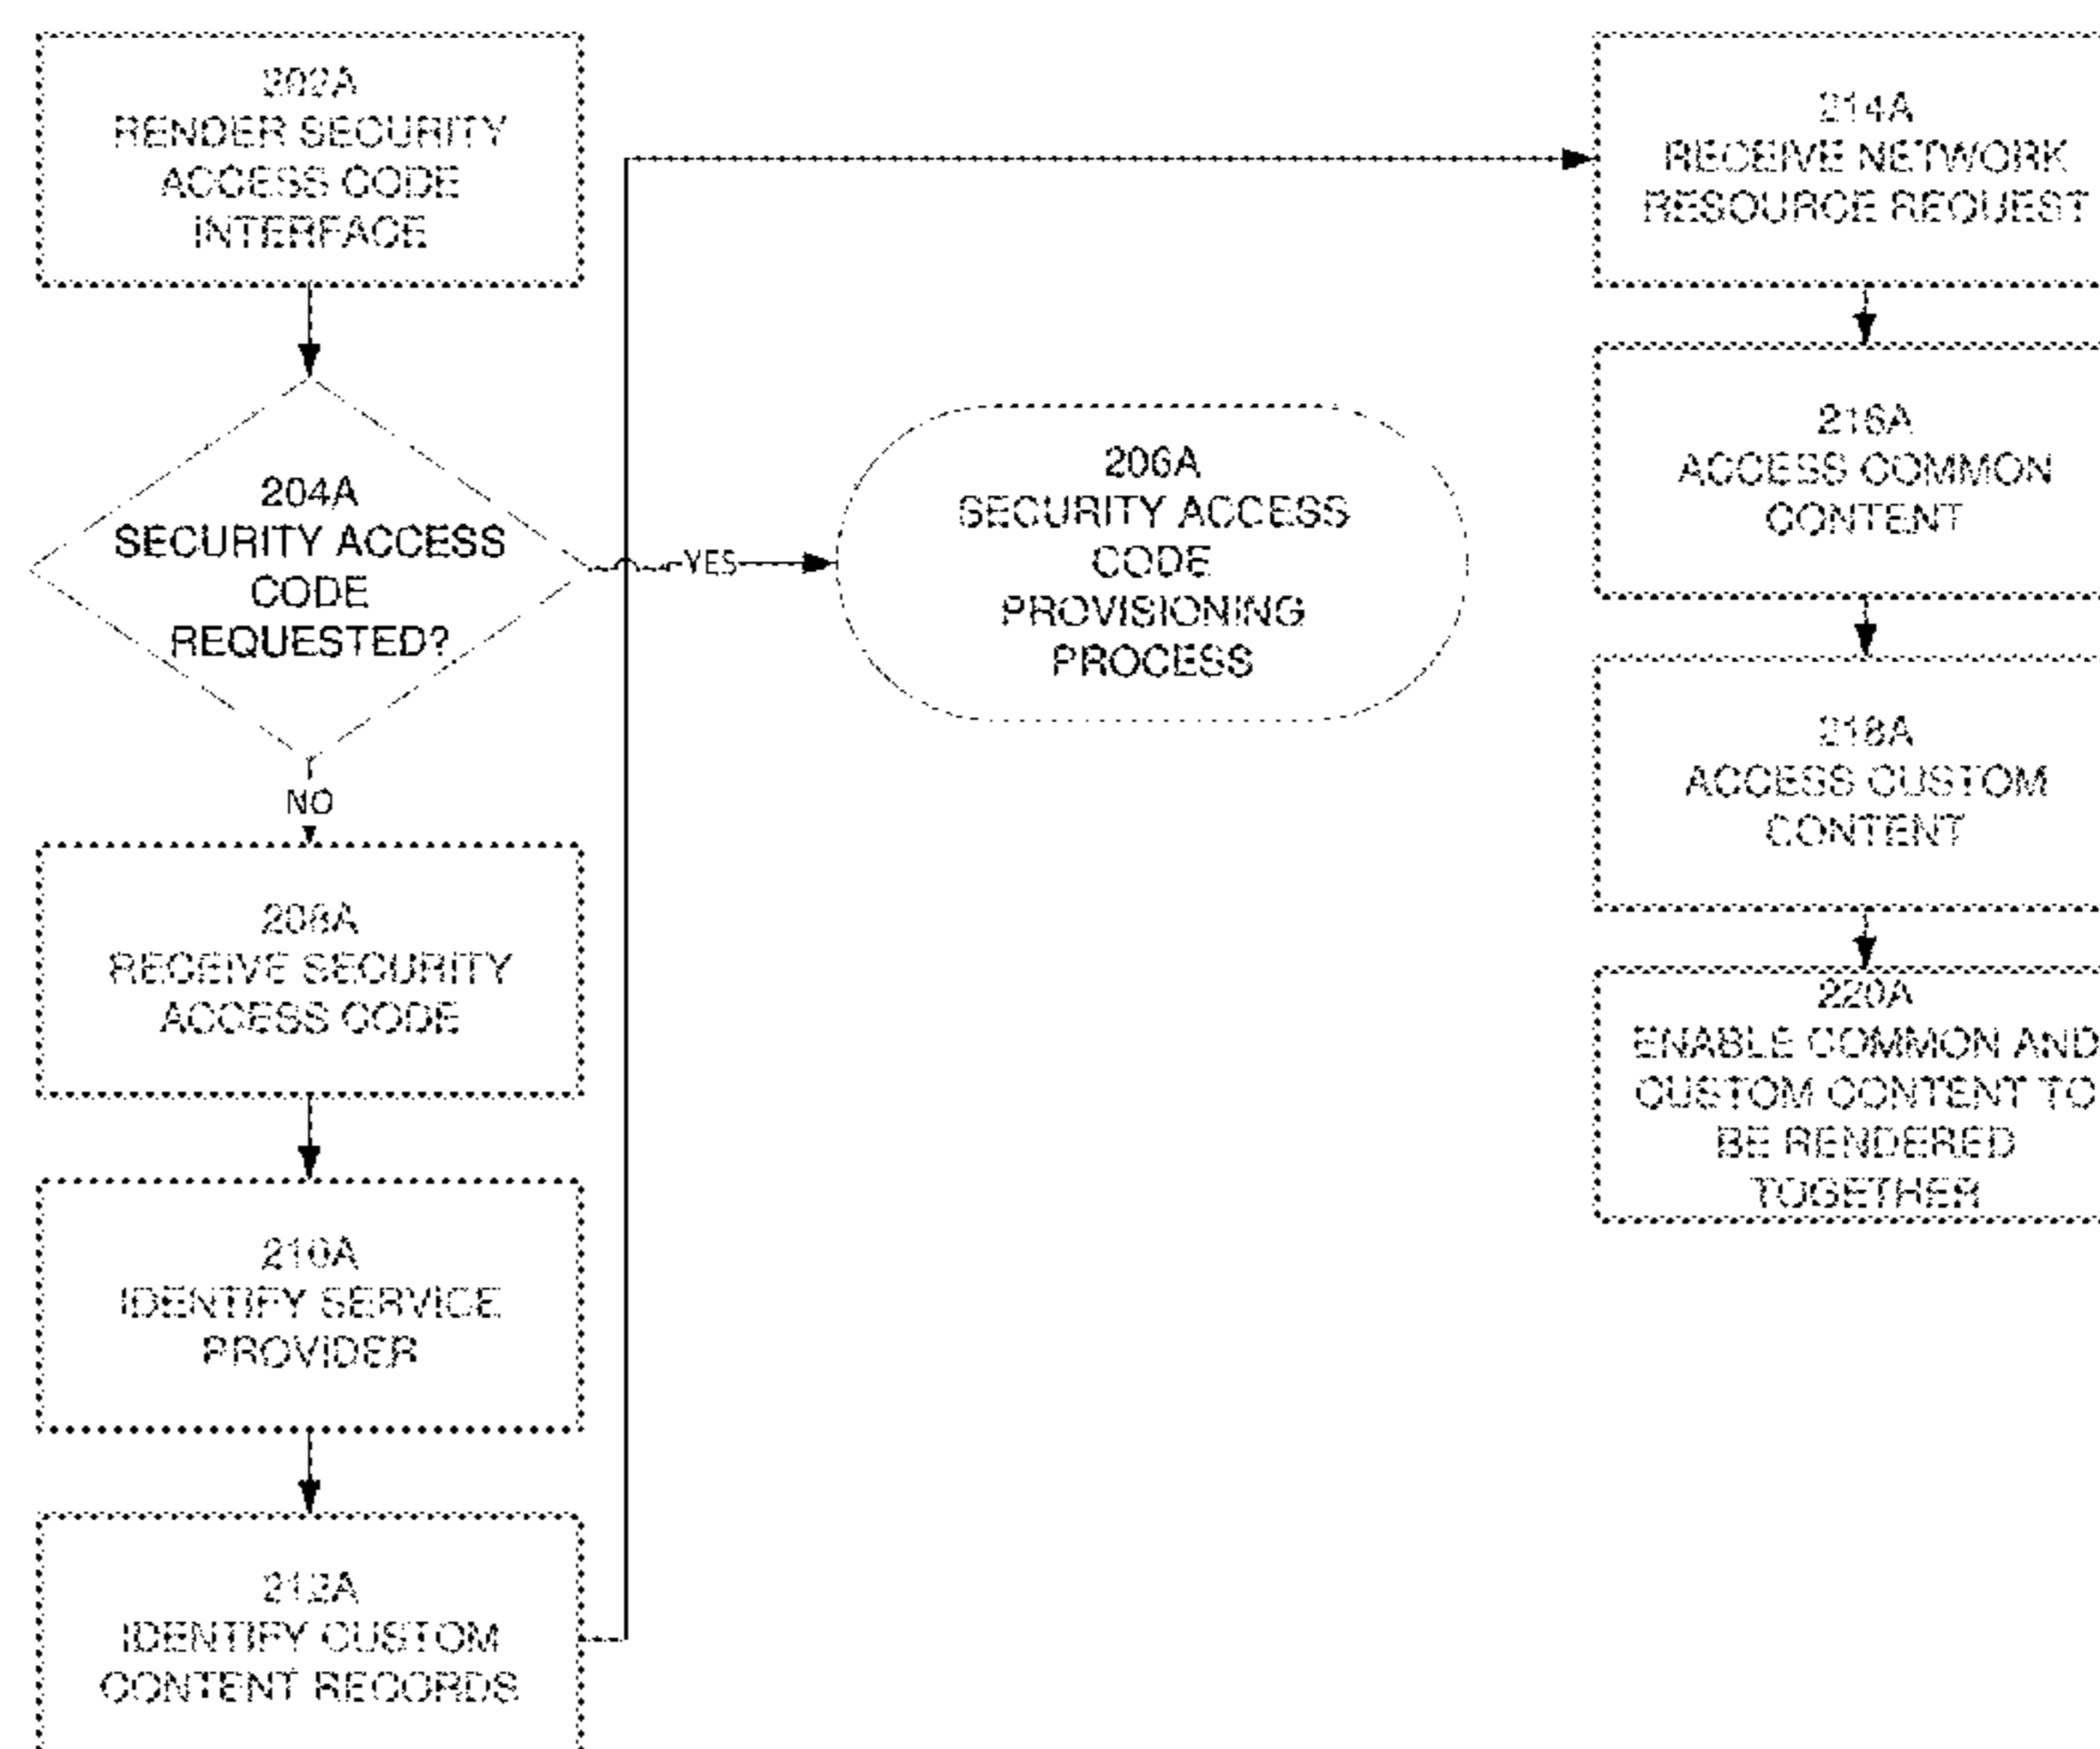 202A
RENDER SECURITY
ACCESS CODE
INTERFACE
204A
SECURITY ACCESS
CODE
REQUESTED?
YES
206A
SECURITY ACCESS
CODE
PROVISIONING
PROCESS
NO
208A
RECEIVE SECURITY
ACCESS CODE
210A
IDENTIFY SERVICE
PROVIDER
212A
IDENTIFY CUSTOM
CONTENT RECORDS
214A
RECEIVE NETWORK
RESOURCE REQUEST
216A
ACCESS COMMON
CONTENT
218A
ACCESS CUSTOM
CONTENT
220A
ENABLE COMMON AND
CUSTOM CONTENT TO
BE RENDERED
TOGETHER